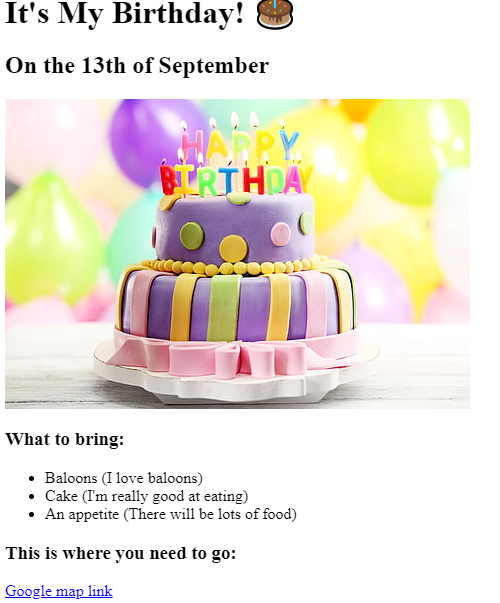 It's My Birthday! 🎂
On the 13th of September
HAPPY
BIRTHDAY
What to bring:
Baloons (I love baloons)
Cake (I'm really good at eating)
An appetite (There will be lots of food)
This is where you need to go:
Google map link